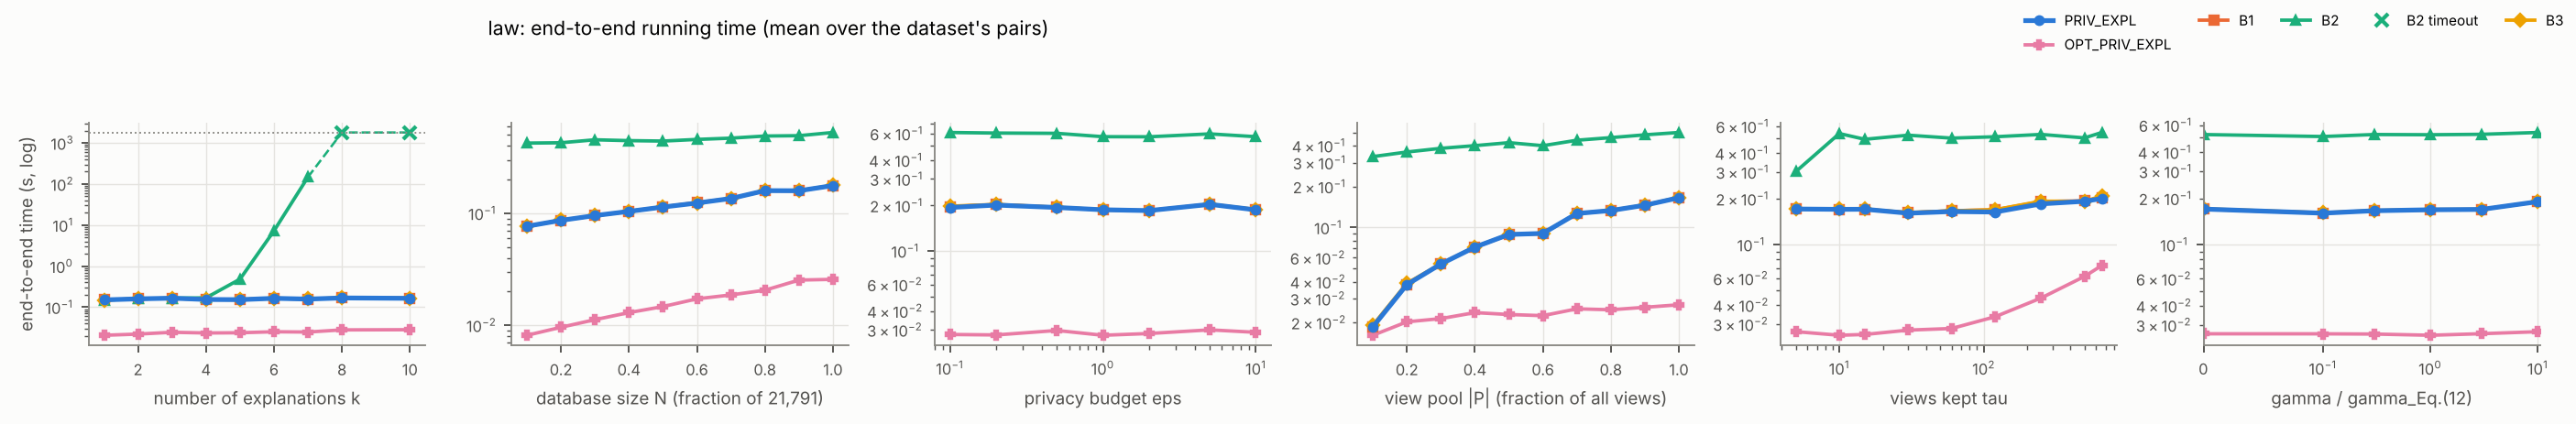 law: end-to-end running time (mean over the dataset's pairs)
PRIV_EXPL
B1
B2
B2 timeout
B3
OPT_PRIV_EXPL
end-to-end time (s, log)
10³
10²
10¹
10⁰
10⁻¹
2 4 6 8 10
number of explanations k
10⁻¹
10⁻²
0.2 0.4 0.6 0.8 1.0
database size N (fraction of 21,791)
6 × 10⁻¹
4 × 10⁻¹
3 × 10⁻¹
2 × 10⁻¹
10⁻¹
6 × 10⁻²
4 × 10⁻²
3 × 10⁻²
10⁻¹ 10⁰ 10¹
privacy budget eps
4 × 10⁻¹
3 × 10⁻¹
2 × 10⁻¹
10⁻¹
6 × 10⁻²
4 × 10⁻²
3 × 10⁻²
2 × 10⁻²
0.2 0.4 0.6 0.8 1.0
view pool |P| (fraction of all views)
6 × 10⁻¹
4 × 10⁻¹
3 × 10⁻¹
2 × 10⁻¹
10⁻¹
6 × 10⁻²
4 × 10⁻²
3 × 10⁻²
10¹ 10²
views kept tau
6 × 10⁻¹
4 × 10⁻¹
3 × 10⁻¹
2 × 10⁻¹
10⁻¹
6 × 10⁻²
4 × 10⁻²
3 × 10⁻²
0 10⁻¹ 10⁰ 10¹
gamma / gamma_Eq.(12)